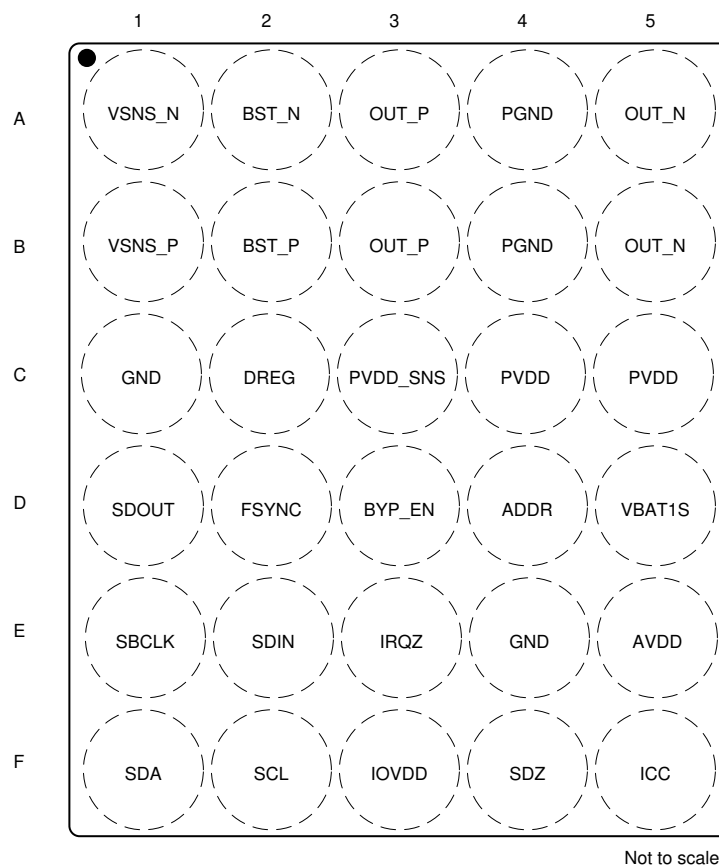 1 2 3 4 5
A VSNS_N BST_N OUT_P PGND OUT_N
B VSNS_P BST_P OUT_P PGND OUT_N
C GND DREG PVDD_SNS PVDD PVDD
D SDOUT FSYNC BYP_EN ADDR VBAT1S
E SBCLK SDIN IRQZ GND AVDD
F SDA SCL IOVDD SDZ ICC
Not to scale